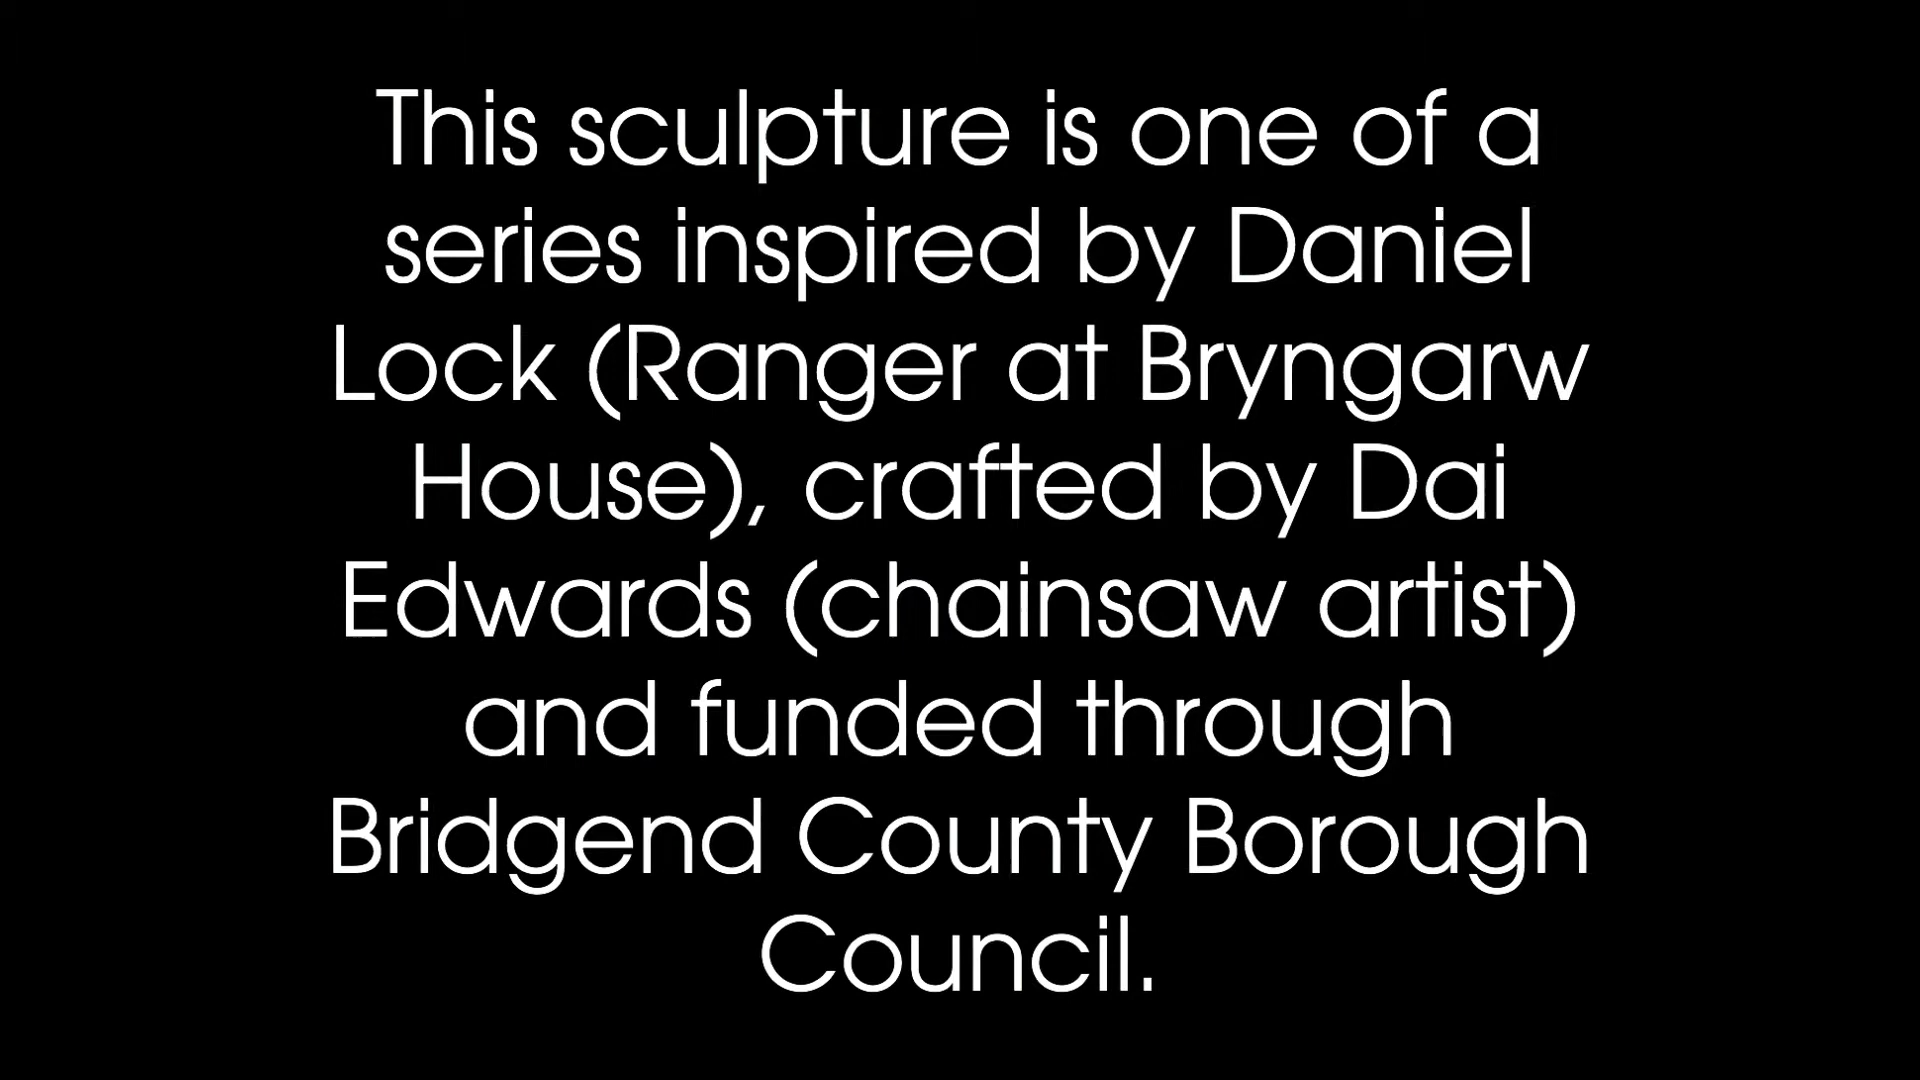 This sculpture is one of a
series inspired by Daniel
Lock (Ranger at Bryngarw
House), crafted by Dai
Edwards (chainsaw artist)
and funded through
Bridgend County Borough
Council.